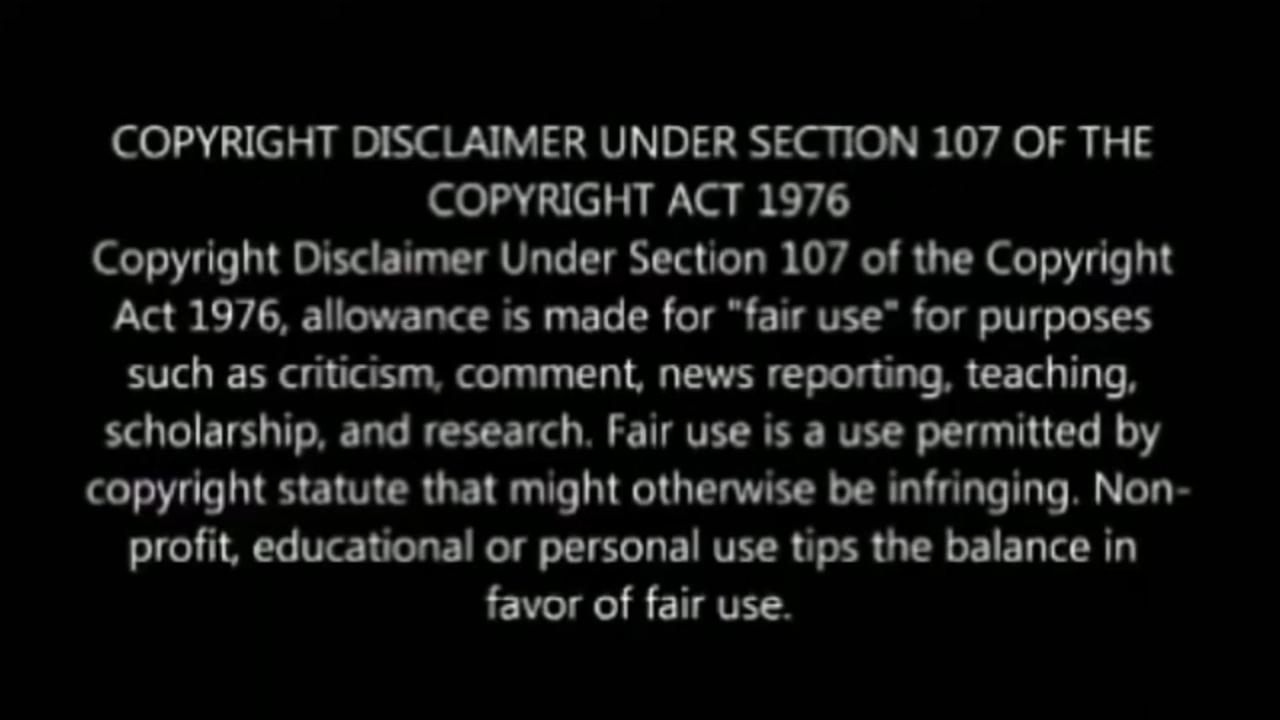 COPYRIGHT DISCLAIMER UNDER SECTION 107 OF THE
COPYRIGHT ACT 1976
Copyright Disclaimer Under Section 107 of the Copyright
Act 1976, allowance is made for "fair use" for purposes
such as criticism, comment, news reporting, teaching,
scholarship, and research. Fair use is a use permitted by
copyright statute that might otherwise be infringing. Non-
profit, educational or personal use tips the balance in
favor of fair use.